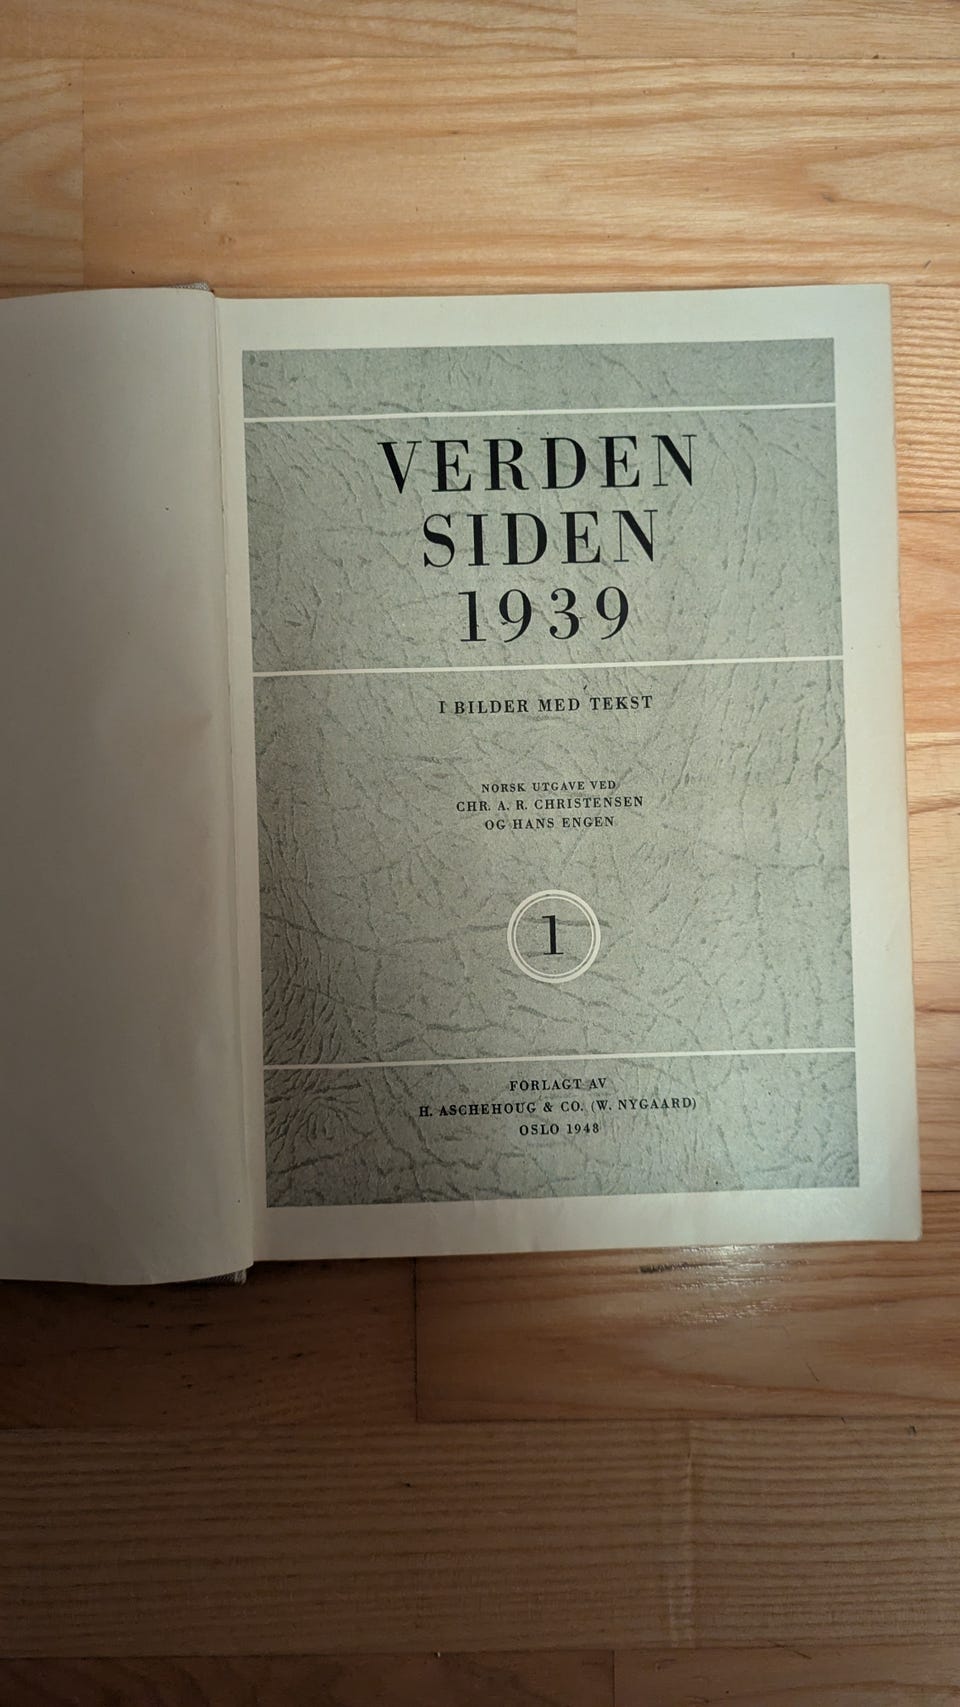 VERDEN
SIDEN
1939
I BILDER MED TEKST
NORSK UTGAVE VED
CHR. A. R. CHRISTENSEN
OG HANS ENGEN
1
FORLAGT AV
H. ASCHEHOUG & CO. (W. NYGAARD)
OSLO 1948